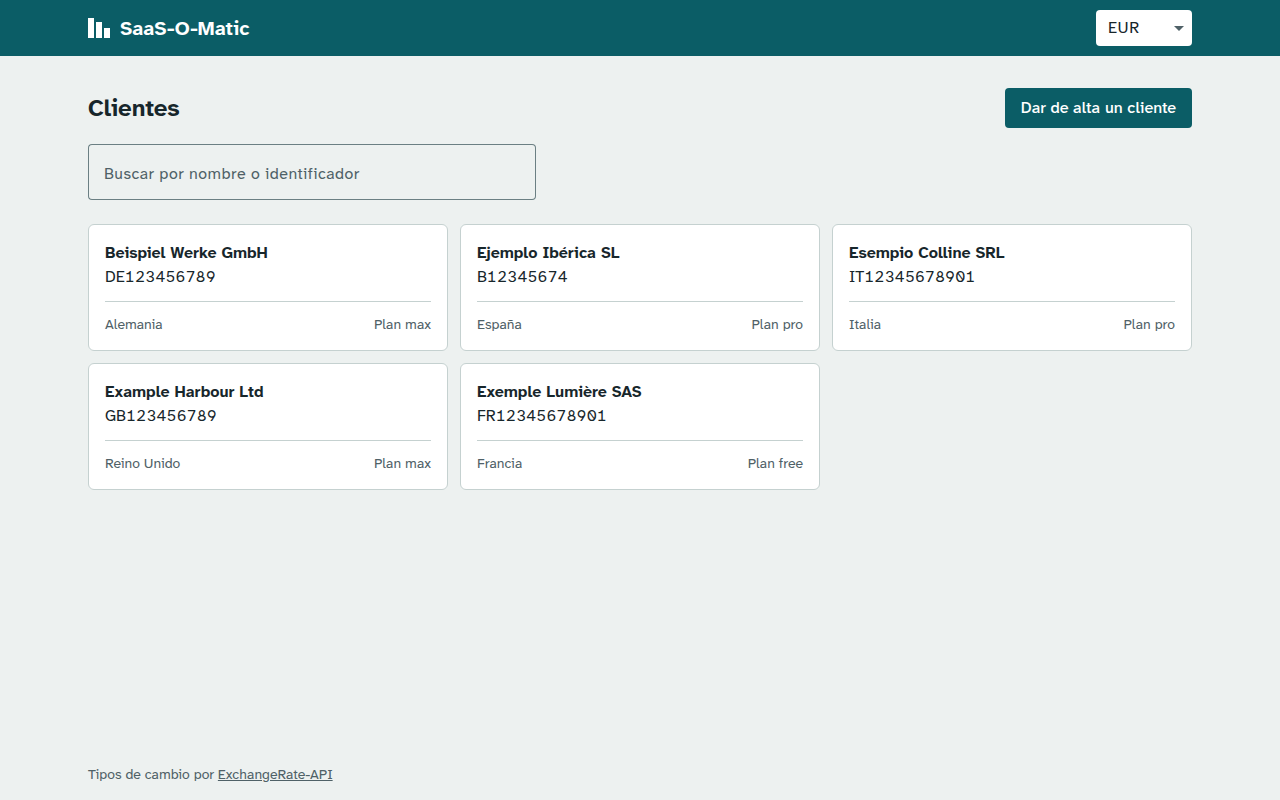 SaaS-O-Matic
EUR
Clientes
Dar de alta un cliente
Buscar por nombre o identificador
Beispiel Werke GmbH
DE123456789
Alemania
Plan max
Ejemplo Ibérica SL
B12345674
España
Plan pro
Esempio Colline SRL
IT12345678901
Italia
Plan pro
Example Harbour Ltd
GB123456789
Reino Unido
Plan max
Exemple Lumière SAS
FR12345678901
Francia
Plan free
Tipos de cambio por ExchangeRate-API